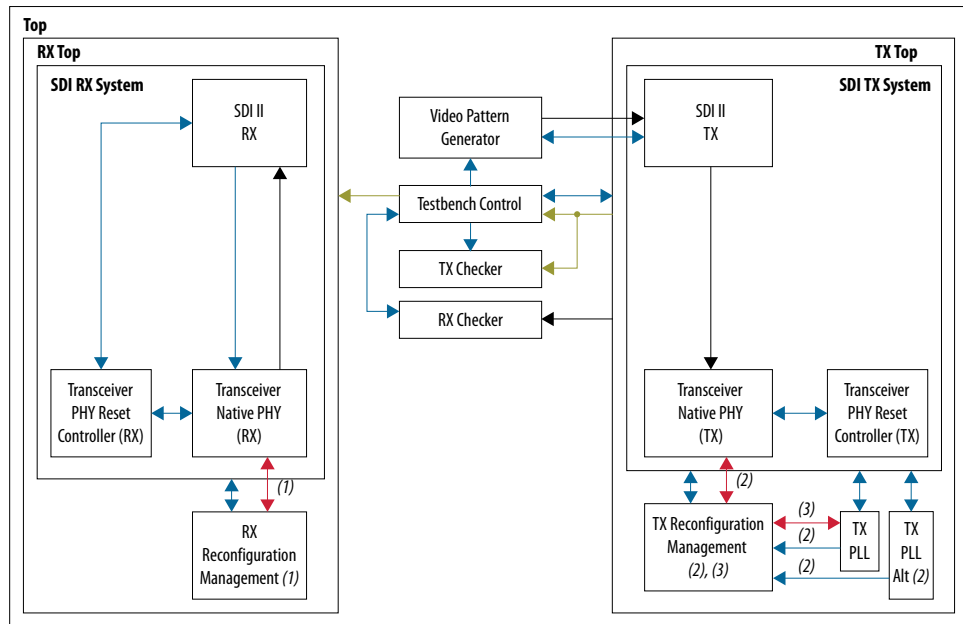 Top
RX Top
SDI RX System
SDI II
RX
Transceiver
PHY Reset
Controller (RX)
Transceiver
Native PHY
(RX)
(1)
RX
Reconfiguration
Management (1)
Video Pattern
Generator
Testbench Control
TX Checker
RX Checker
TX Top
SDI TX System
SDI II
TX
Transceiver
Native PHY
(TX)
Transceiver
PHY Reset
Controller (TX)
(2)
TX Reconfiguration
Management
(2), (3)
(3)
(2)
(2)
TX
PLL
TX
PLL
Alt (2)